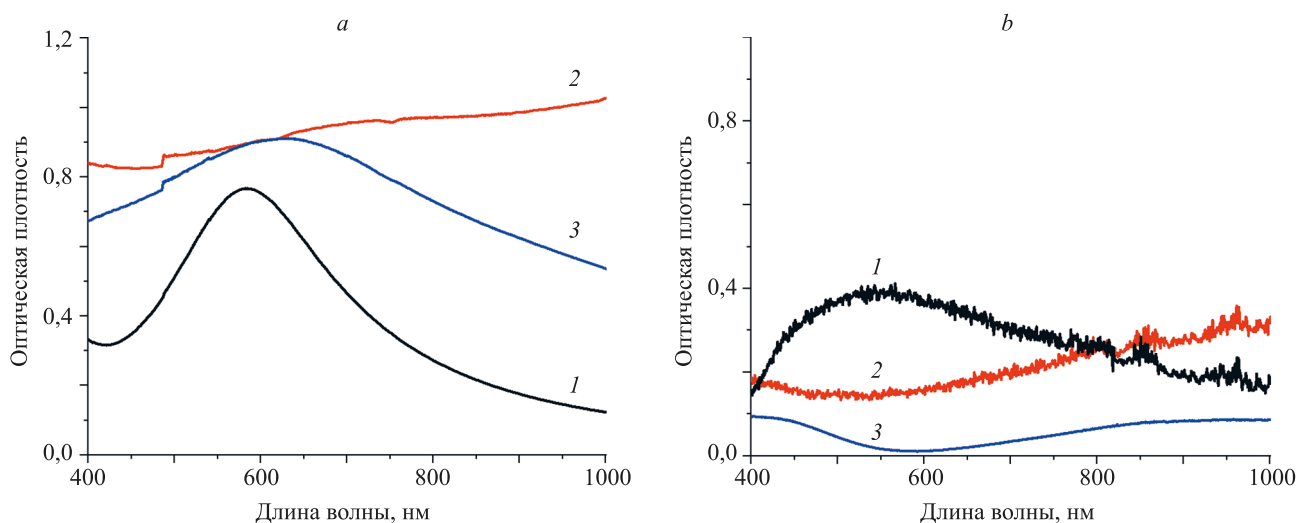 a
1,2
0,8
0,4
0,0
Оптическая плотность
2
3
1
400 600 800 1000
Длина волны, нм
b
0,8
0,4
0,0
Оптическая плотность
1
2
3
400 600 800 1000
Длина волны, нм